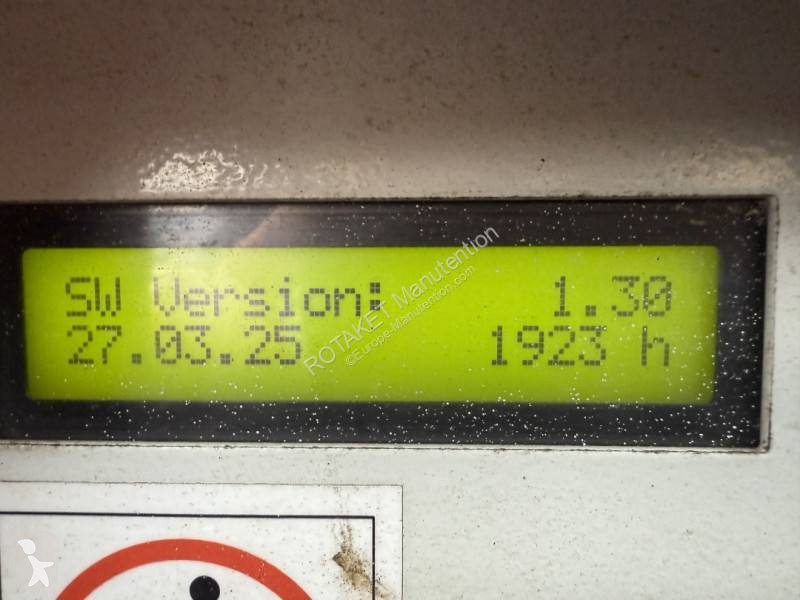 SW Version: 1.30
27.03.25 1923 h
ROTAKET Manutention
©Europe-Manutention.com